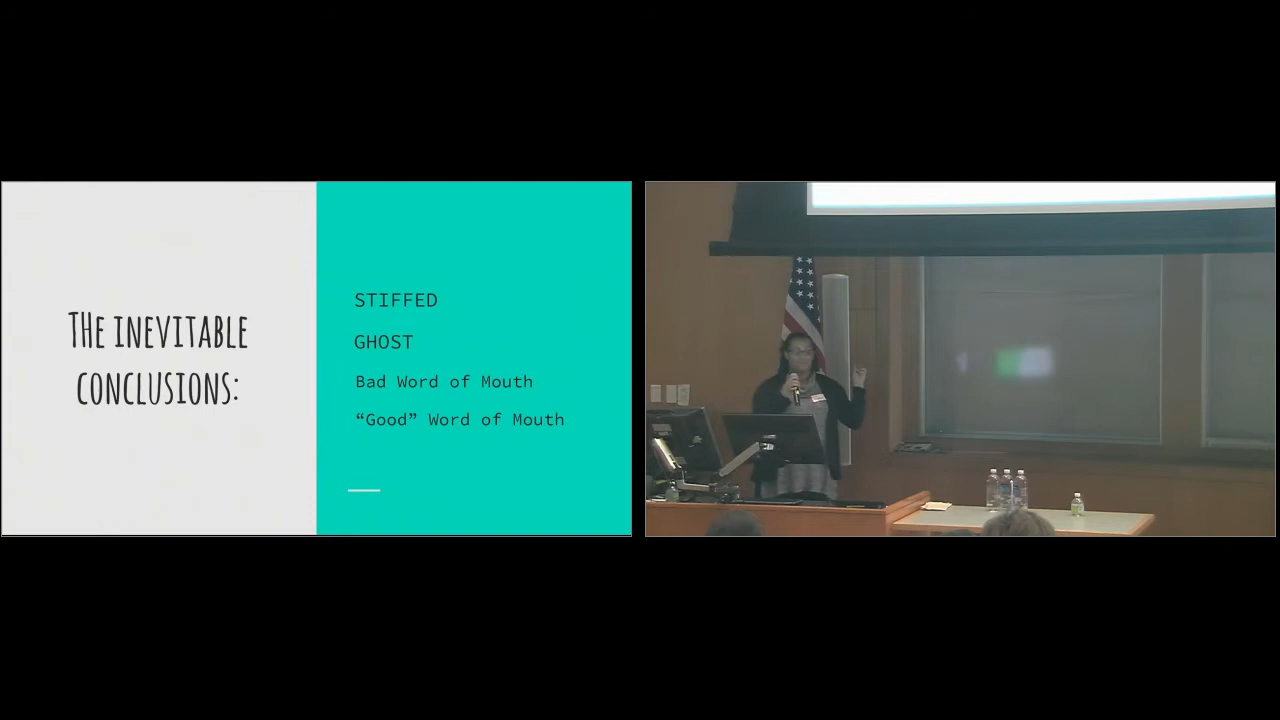 THE INEVITABLE
CONCLUSIONS:
STIFFED
GHOST
Bad Word of Mouth
“Good” Word of Mouth